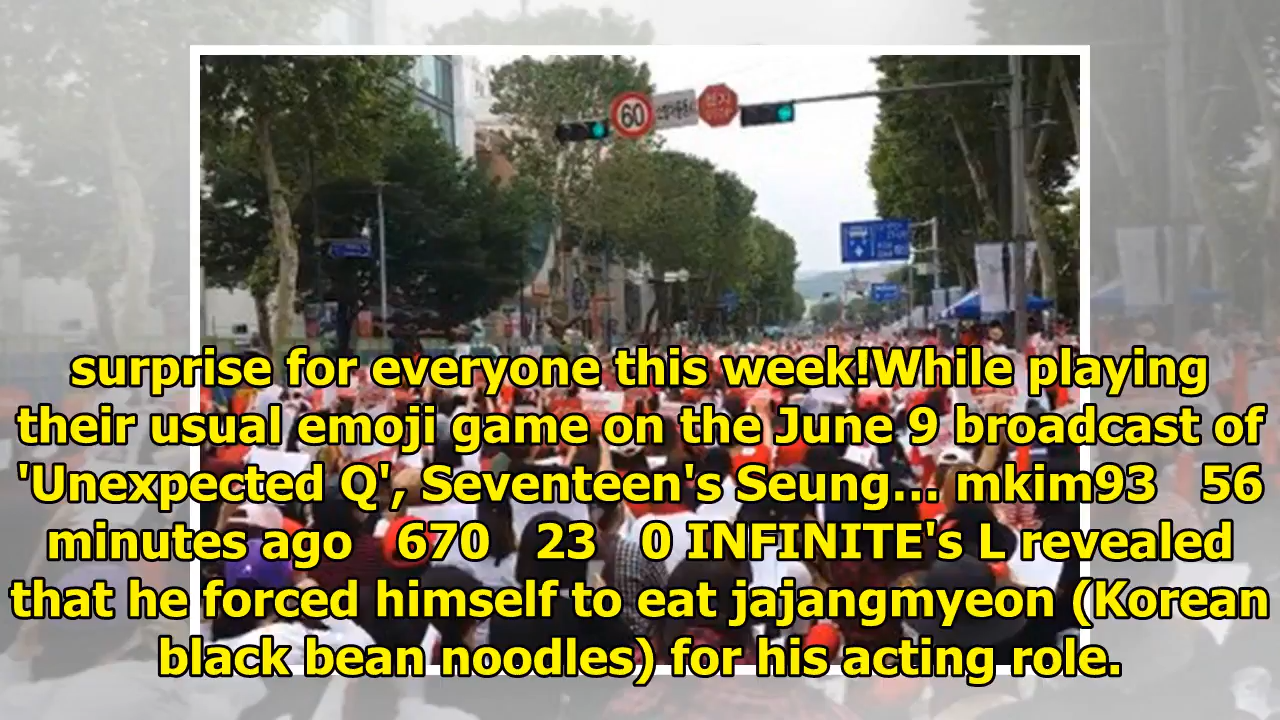 60
surprise for everyone this week!While playing
their usual emoji game on the June 9 broadcast of
'Unexpected Q', Seventeen's Seung... mkim93 56
minutes ago 670 23 0 INFINITE's L revealed
that he forced himself to eat jajangmyeon (Korean
black bean noodles) for his acting role.